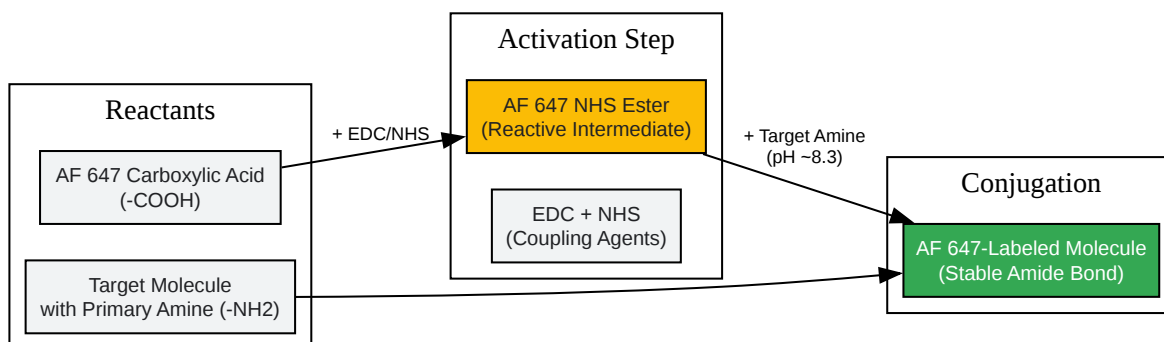 Reactants
AF 647 Carboxylic Acid
(-COOH)
Target Molecule
with Primary Amine (-NH2)
+ EDC/NHS
Activation Step
AF 647 NHS Ester
(Reactive Intermediate)
EDC + NHS
(Coupling Agents)
+ Target Amine
(pH ~8.3)
Conjugation
AF 647-Labeled Molecule
(Stable Amide Bond)